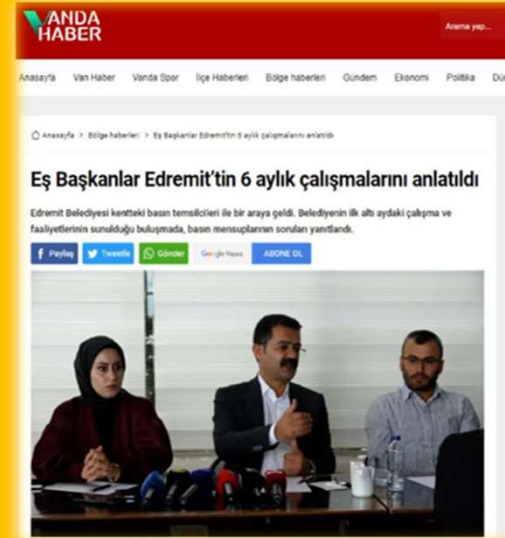 VANDA
HABER
Arama yap...
Anasayfa Van Haber Vanda Spor İlçe Haberleri Bölge haberleri Gündem Ekonomi Politika Dü
Anasayfa > Bölge haberleri > Eş Başkanlar Edremit'tin 6 aylık çalışmalarını anlatıldı
Eş Başkanlar Edremit'tin 6 aylık çalışmalarını anlatıldı
Edremit Belediyesi kentteki basın temsilcileri ile bir araya geldi. Belediyenin ilk altı aydaki çalışma ve
faaliyetlerinin sunulduğu buluşmada, basın mensuplarının soruları yanıtlandı.
f Paylaş Tweetle Gönder Google News ABONE OL